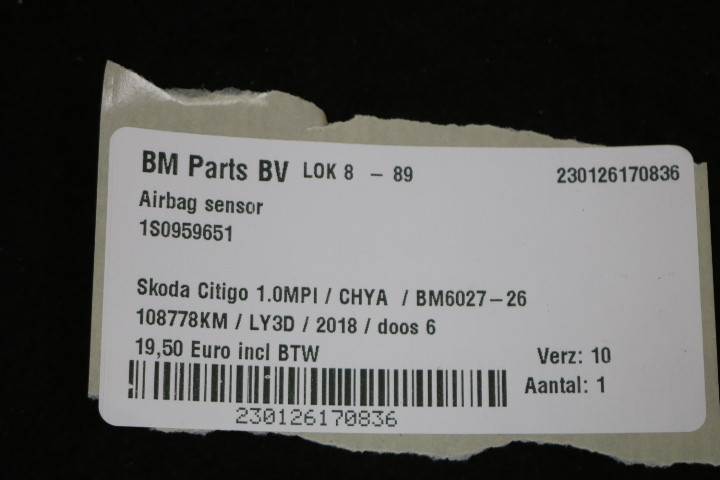 BM Parts BV LOK 8 - 89 230126170836
Airbag sensor
1S0959651
Skoda Citigo 1.0MPI / CHYA / BM6027-26
108778KM / LY3D / 2018 / doos 6
19,50 Euro incl BTW Verz: 10
Aantal: 1
230126170836